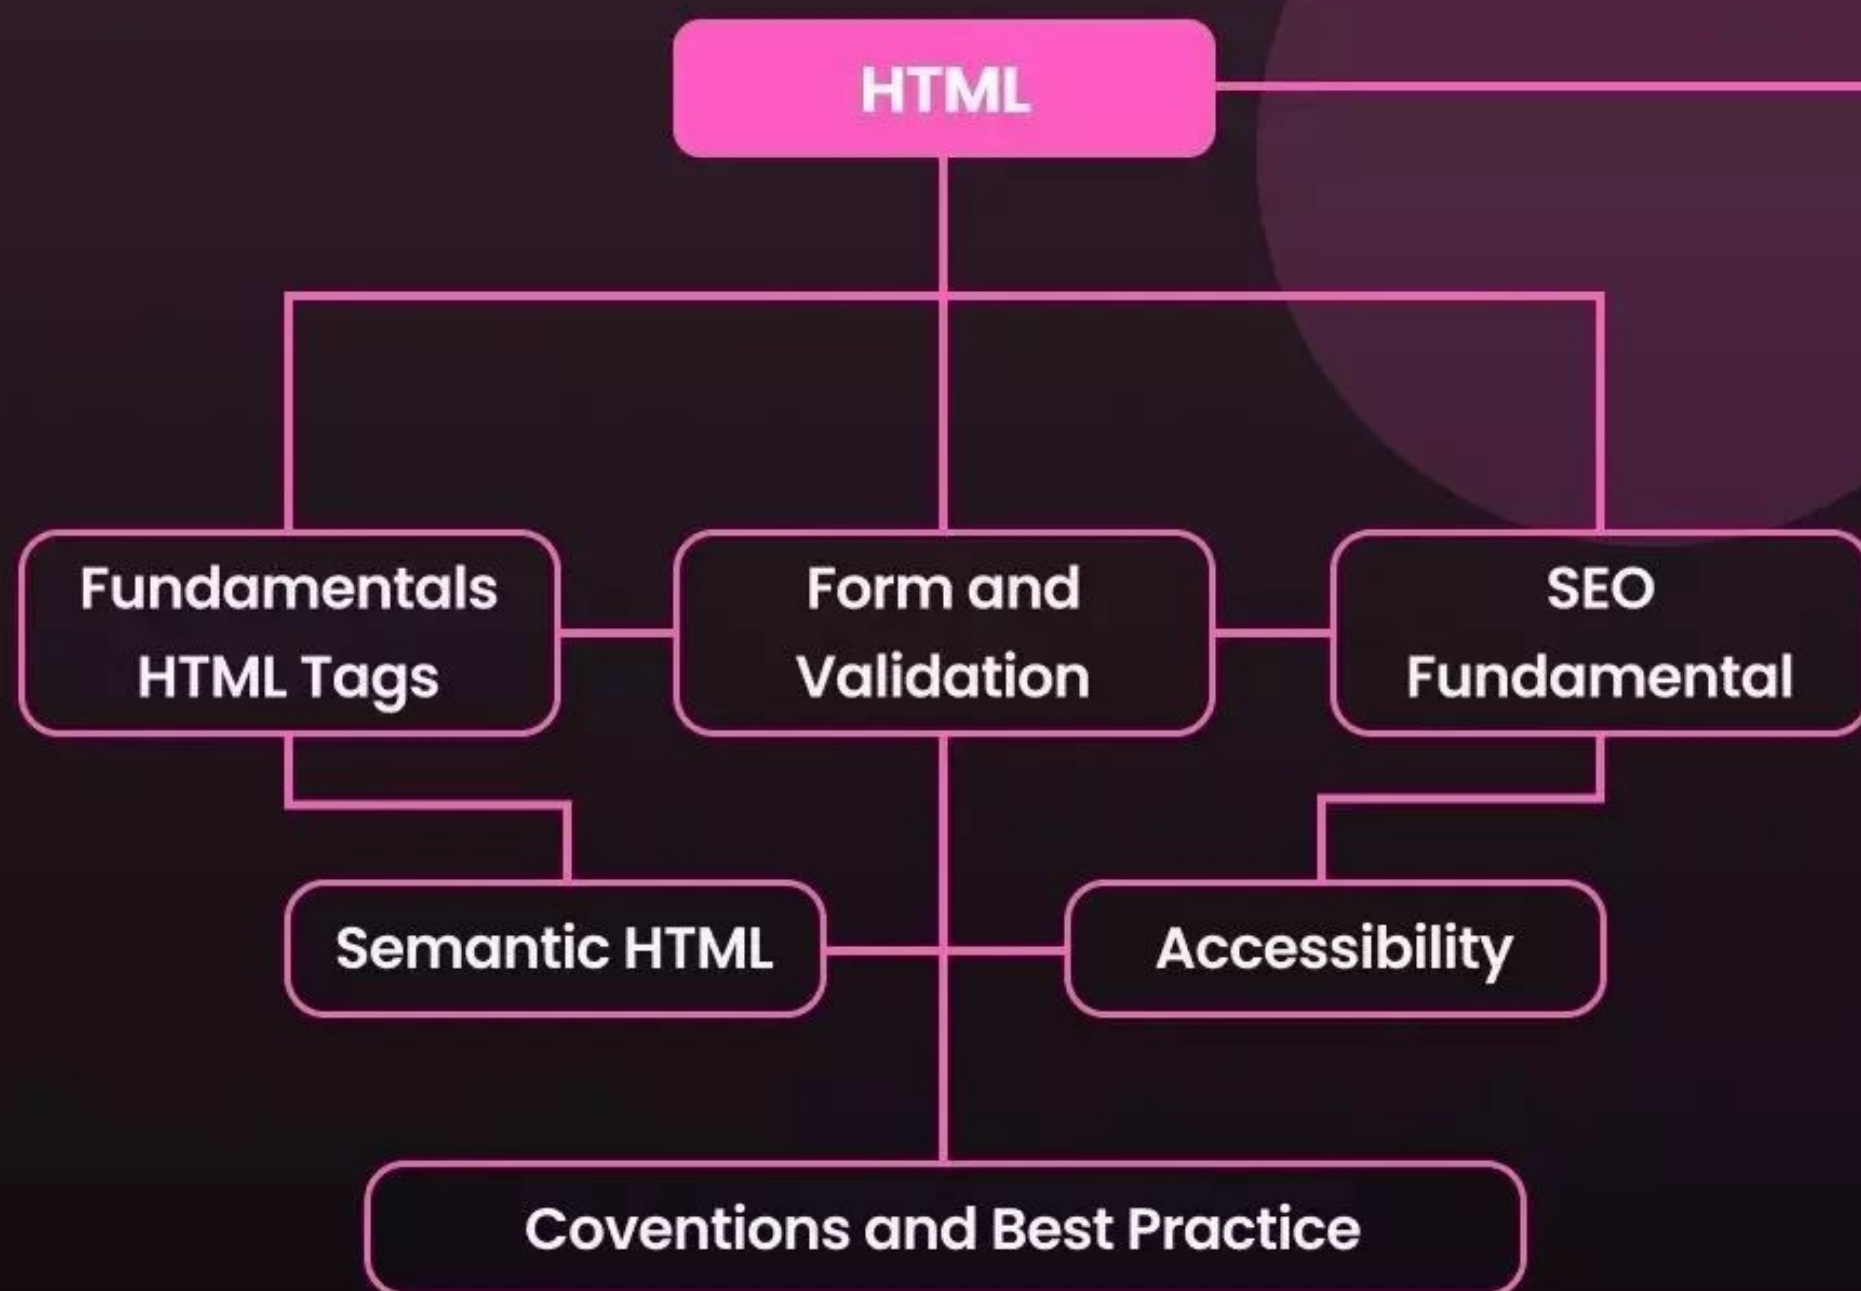 HTML
Fundamentals
HTML Tags
Form and
Validation
SEO
Fundamental
Semantic HTML
Accessibility
Coventions and Best Practice